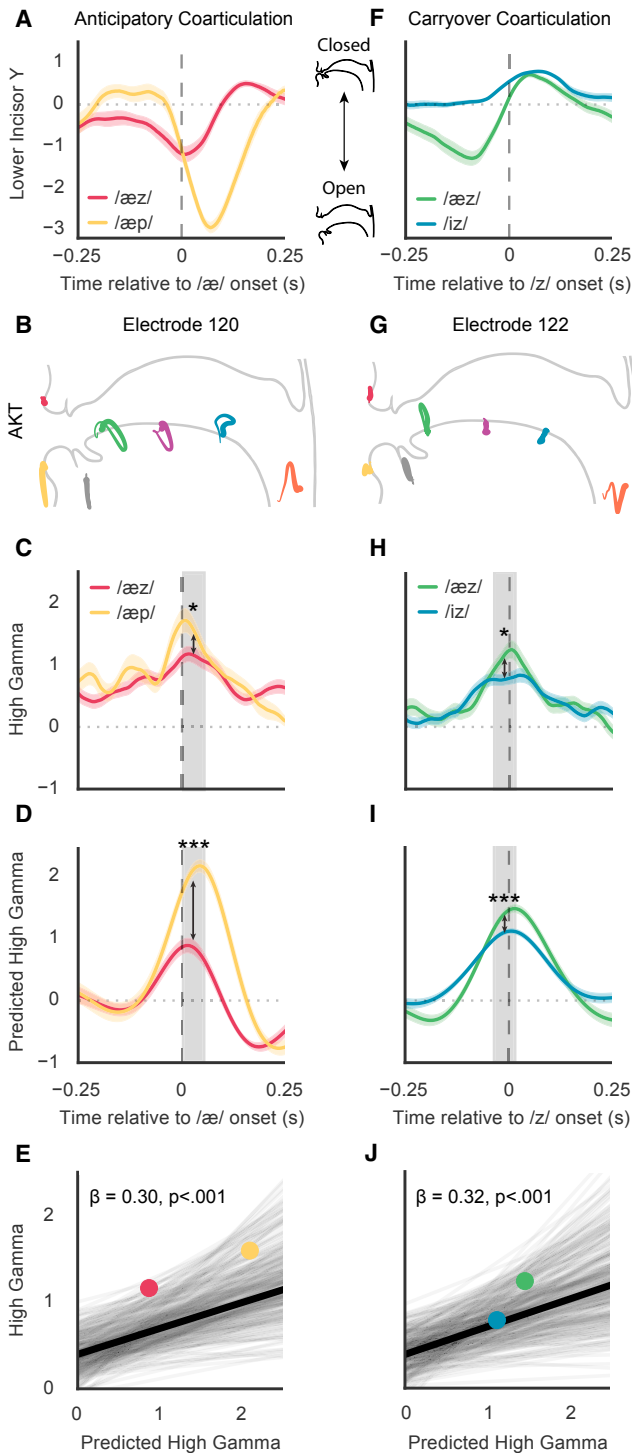 A Anticipatory Coarticulation
F Carryover Coarticulation
Lower Incisor Y
1
0
−1
−2
−3
/æz/
/æp/
−0.25 0 0.25
Time relative to /æ/ onset (s)
Closed
Open
/æz/
/iz/
−0.25 0 0.25
Time relative to /z/ onset (s)
B Electrode 120
G Electrode 122
AKT
C
High Gamma
2
1
0
−1
/æz/
/æp/
*
H
/æz/
/iz/
*
D
Predicted High Gamma
2
1
0
−1
***
−0.25 0 0.25
Time relative to /æ/ onset (s)
I
***
−0.25 0 0.25
Time relative to /z/ onset (s)
E
High Gamma
2
1
0
β = 0.30, p<.001
0 1 2
Predicted High Gamma
J
β = 0.32, p<.001
0 1 2
Predicted High Gamma